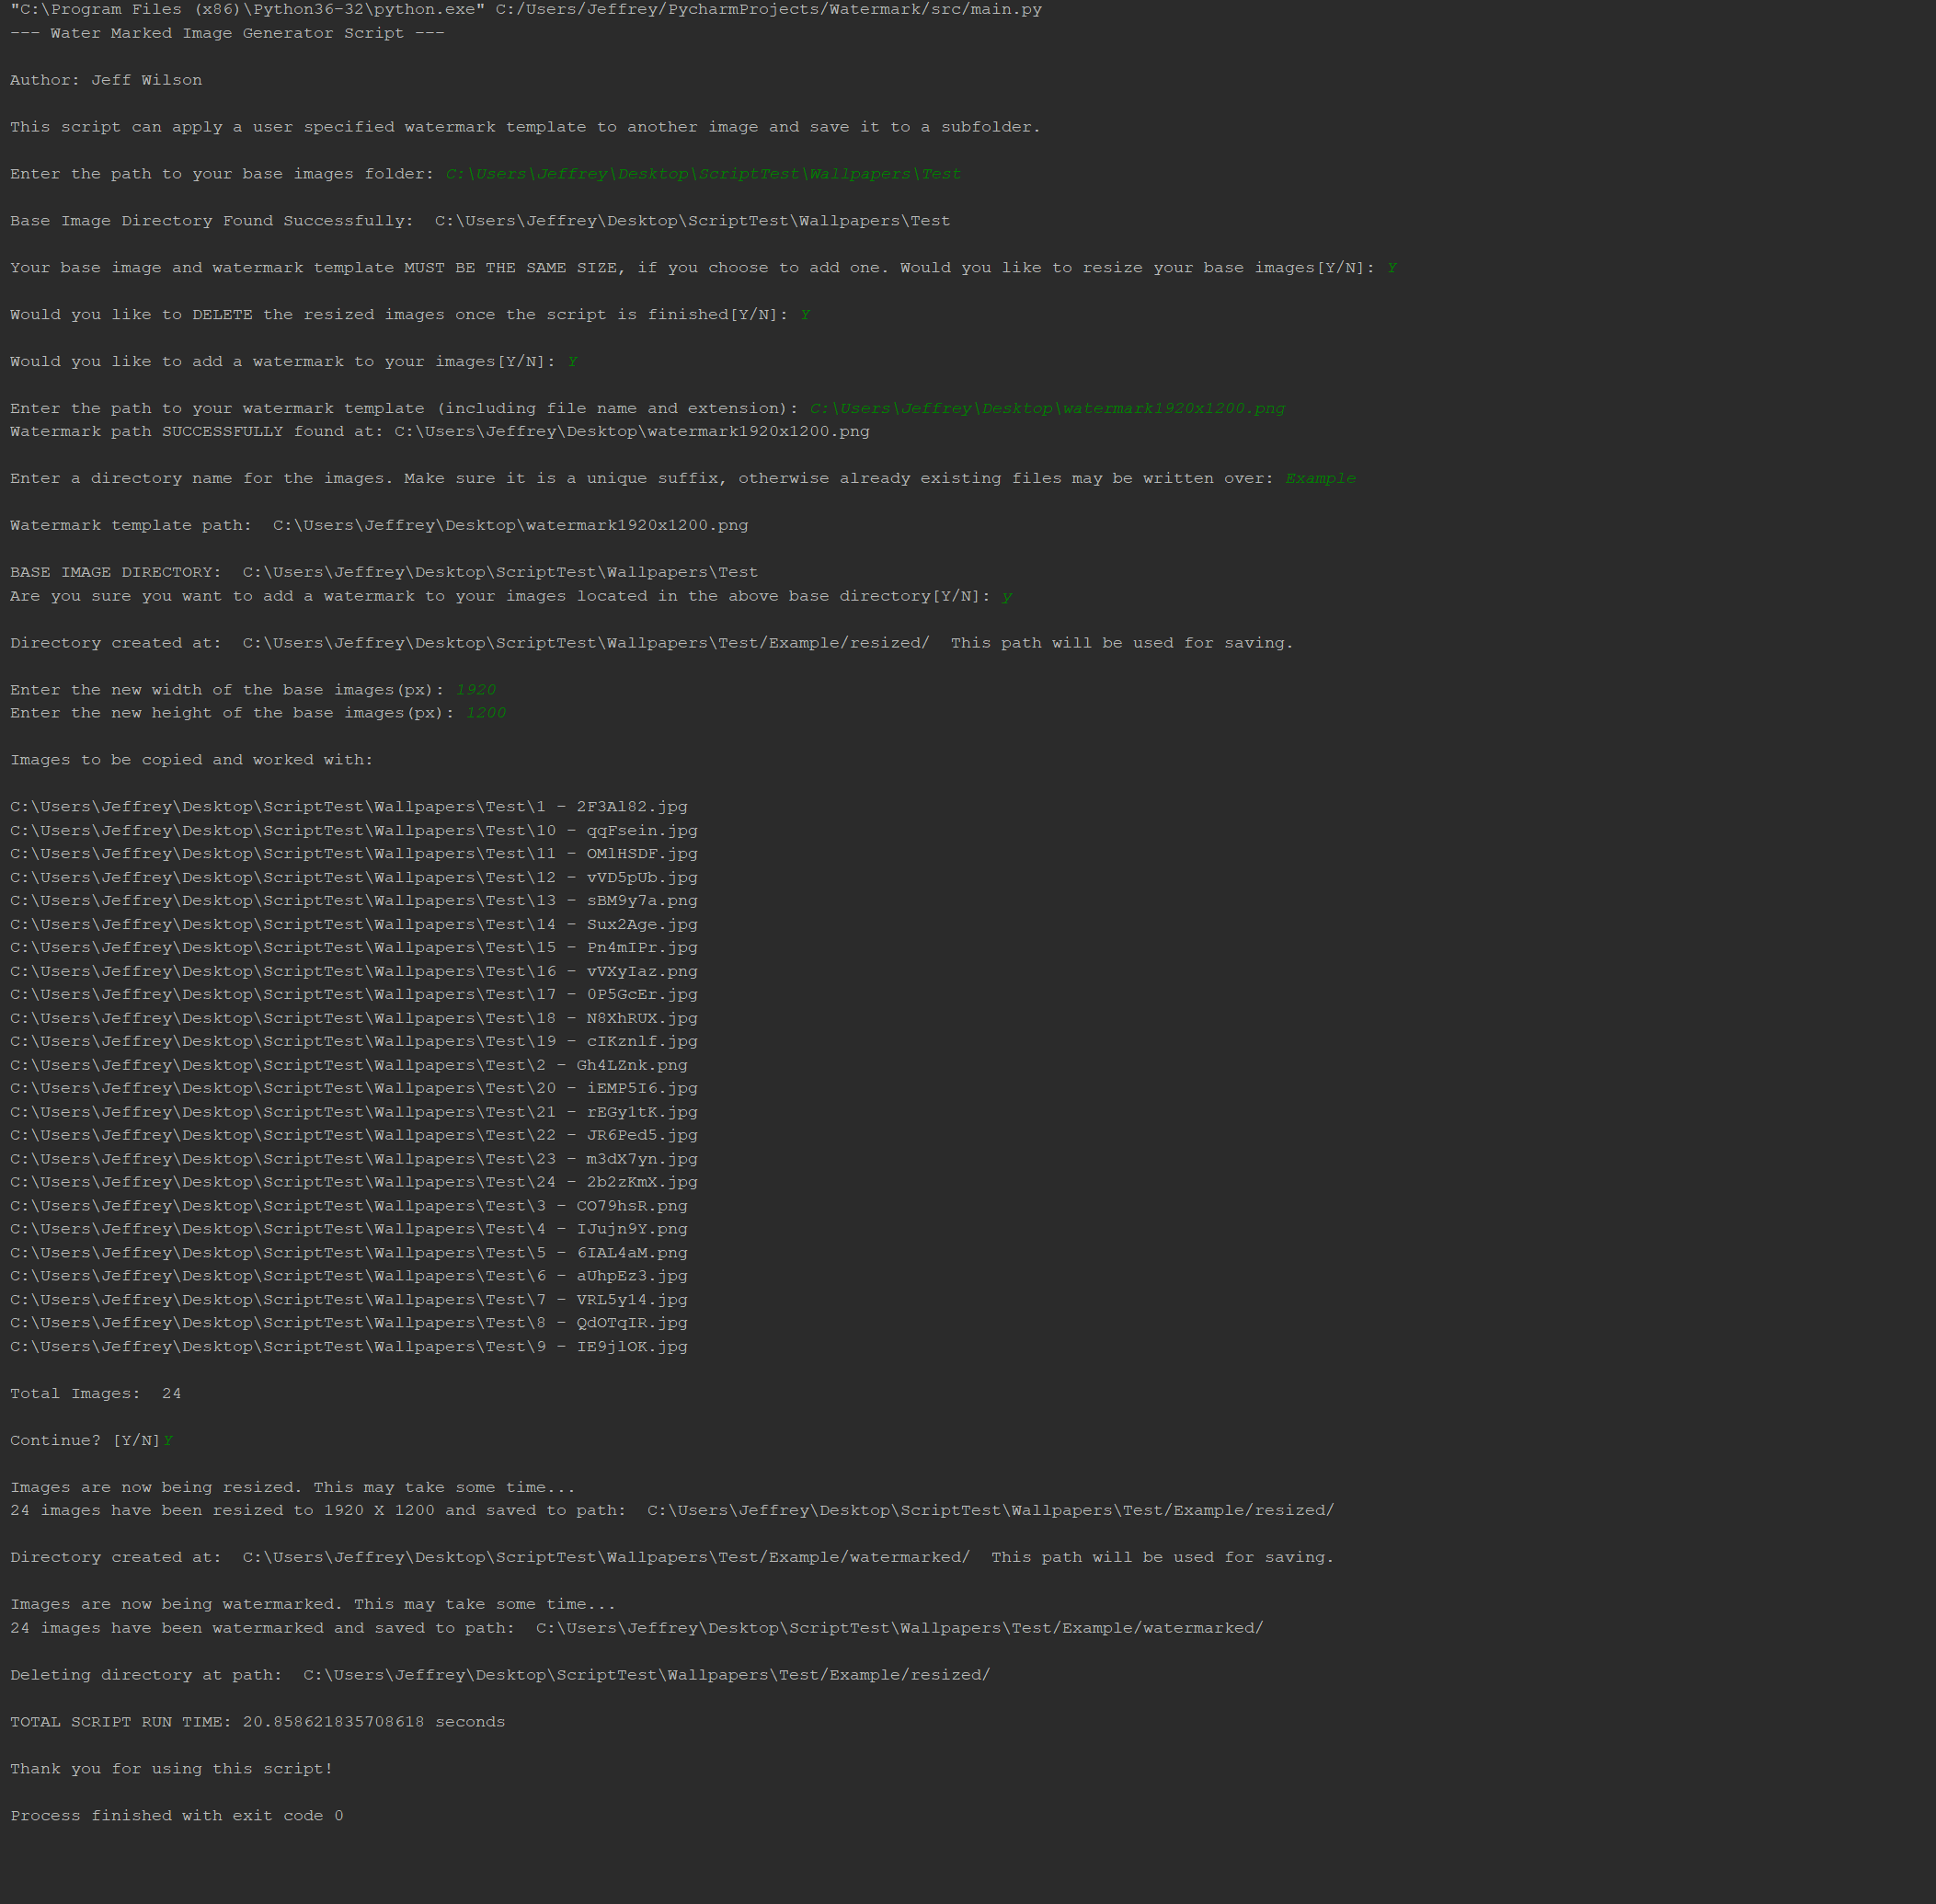 "C:\Program Files (x86)\Python36-32\python.exe" C:/Users/Jeffrey/PycharmProjects/Watermark/src/main.py
--- Water Marked Image Generator Script ---
Author: Jeff Wilson
This script can apply a user specified watermark template to another image and save it to a subfolder.
Enter the path to your base images folder: C:\Users\Jeffrey\Desktop\ScriptTest\Wallpapers\Test
Base Image Directory Found Successfully:  C:\Users\Jeffrey\Desktop\ScriptTest\Wallpapers\Test
Your base image and watermark template MUST BE THE SAME SIZE, if you choose to add one. Would you like to resize your base images[Y/N]: Y
Would you like to DELETE the resized images once the script is finished[Y/N]: Y
Would you like to add a watermark to your images[Y/N]: Y
Enter the path to your watermark template (including file name and extension): C:\Users\Jeffrey\Desktop\watermark1920x1200.png
Watermark path SUCCESSFULLY found at: C:\Users\Jeffrey\Desktop\watermark1920x1200.png
Enter a directory name for the images. Make sure it is a unique suffix, otherwise already existing files may be written over: Example
Watermark template path:  C:\Users\Jeffrey\Desktop\watermark1920x1200.png
BASE IMAGE DIRECTORY:  C:\Users\Jeffrey\Desktop\ScriptTest\Wallpapers\Test
Are you sure you want to add a watermark to your images located in the above base directory[Y/N]: y
Directory created at:  C:\Users\Jeffrey\Desktop\ScriptTest\Wallpapers\Test/Example/resized/  This path will be used for saving.
Enter the new width of the base images(px): 1920
Enter the new height of the base images(px): 1200
Images to be copied and worked with:
C:\Users\Jeffrey\Desktop\ScriptTest\Wallpapers\Test\1 - 2F3Al82.jpg
C:\Users\Jeffrey\Desktop\ScriptTest\Wallpapers\Test\10 - qqFsein.jpg
C:\Users\Jeffrey\Desktop\ScriptTest\Wallpapers\Test\11 - OMlHSDF.jpg
C:\Users\Jeffrey\Desktop\ScriptTest\Wallpapers\Test\12 - vVD5pUb.jpg
C:\Users\Jeffrey\Desktop\ScriptTest\Wallpapers\Test\13 - sBM9y7a.png
C:\Users\Jeffrey\Desktop\ScriptTest\Wallpapers\Test\14 - Sux2Age.jpg
C:\Users\Jeffrey\Desktop\ScriptTest\Wallpapers\Test\15 - Pn4mIPr.jpg
C:\Users\Jeffrey\Desktop\ScriptTest\Wallpapers\Test\16 - vVXyIaz.png
C:\Users\Jeffrey\Desktop\ScriptTest\Wallpapers\Test\17 - 0P5GcEr.jpg
C:\Users\Jeffrey\Desktop\ScriptTest\Wallpapers\Test\18 - N8XhRUX.jpg
C:\Users\Jeffrey\Desktop\ScriptTest\Wallpapers\Test\19 - cIKznlf.jpg
C:\Users\Jeffrey\Desktop\ScriptTest\Wallpapers\Test\2 - Gh4LZnk.png
C:\Users\Jeffrey\Desktop\ScriptTest\Wallpapers\Test\20 - iEMP5I6.jpg
C:\Users\Jeffrey\Desktop\ScriptTest\Wallpapers\Test\21 - rEGy1tK.jpg
C:\Users\Jeffrey\Desktop\ScriptTest\Wallpapers\Test\22 - JR6Ped5.jpg
C:\Users\Jeffrey\Desktop\ScriptTest\Wallpapers\Test\23 - m3dX7yn.jpg
C:\Users\Jeffrey\Desktop\ScriptTest\Wallpapers\Test\24 - 2b2zKmX.jpg
C:\Users\Jeffrey\Desktop\ScriptTest\Wallpapers\Test\3 - CO79hsR.png
C:\Users\Jeffrey\Desktop\ScriptTest\Wallpapers\Test\4 - IJujn9Y.png
C:\Users\Jeffrey\Desktop\ScriptTest\Wallpapers\Test\5 - 6IAL4aM.png
C:\Users\Jeffrey\Desktop\ScriptTest\Wallpapers\Test\6 - aUhpEz3.jpg
C:\Users\Jeffrey\Desktop\ScriptTest\Wallpapers\Test\7 - VRL5y14.jpg
C:\Users\Jeffrey\Desktop\ScriptTest\Wallpapers\Test\8 - QdOTqIR.jpg
C:\Users\Jeffrey\Desktop\ScriptTest\Wallpapers\Test\9 - IE9jlOK.jpg
Total Images:  24
Continue? [Y/N]Y
Images are now being resized. This may take some time...
24 images have been resized to 1920 X 1200 and saved to path:  C:\Users\Jeffrey\Desktop\ScriptTest\Wallpapers\Test/Example/resized/
Directory created at:  C:\Users\Jeffrey\Desktop\ScriptTest\Wallpapers\Test/Example/watermarked/  This path will be used for saving.
Images are now being watermarked. This may take some time...
24 images have been watermarked and saved to path:  C:\Users\Jeffrey\Desktop\ScriptTest\Wallpapers\Test/Example/watermarked/
Deleting directory at path:  C:\Users\Jeffrey\Desktop\ScriptTest\Wallpapers\Test/Example/resized/
TOTAL SCRIPT RUN TIME: 20.858621835708618 seconds
Thank you for using this script!
Process finished with exit code 0